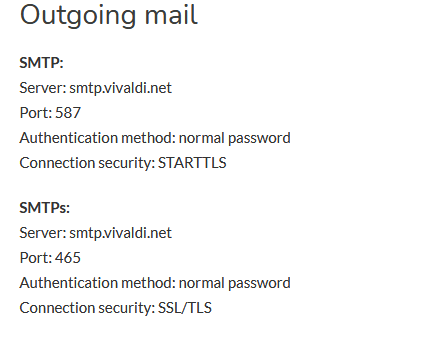 Outgoing mail
SMTP:
Server: smtp.vivaldi.net
Port: 587
Authentication method: normal password
Connection security: STARTTLS
SMTPs:
Server: smtp.vivaldi.net
Port: 465
Authentication method: normal password
Connection security: SSL/TLS